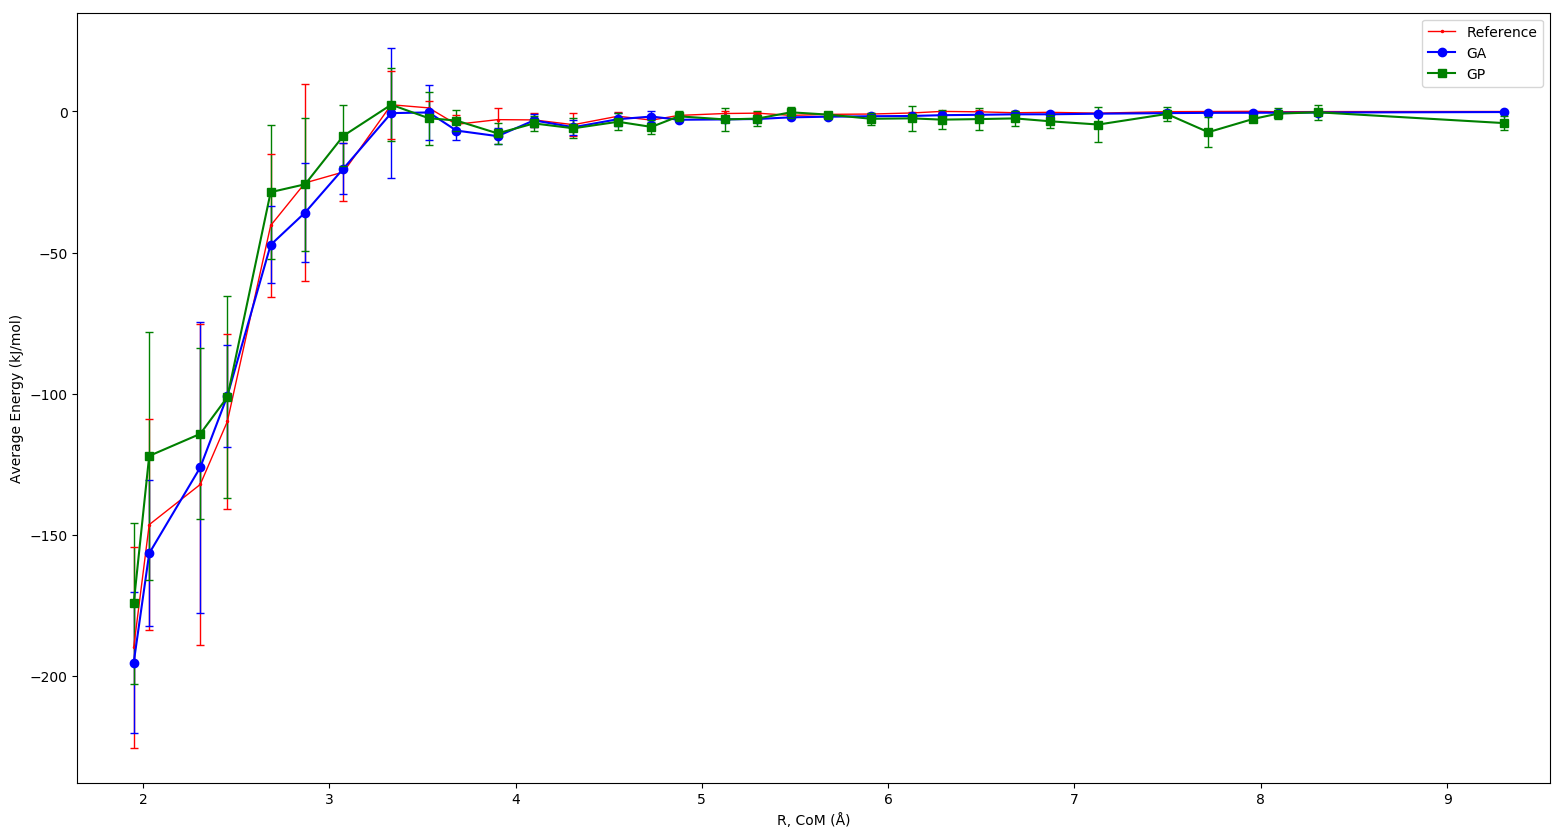 Reference
GA
GP
0
−50
−100
−150
−200
Average Energy (kJ/mol)
2 3 4 5 6 7 8 9
R, CoM (Å)